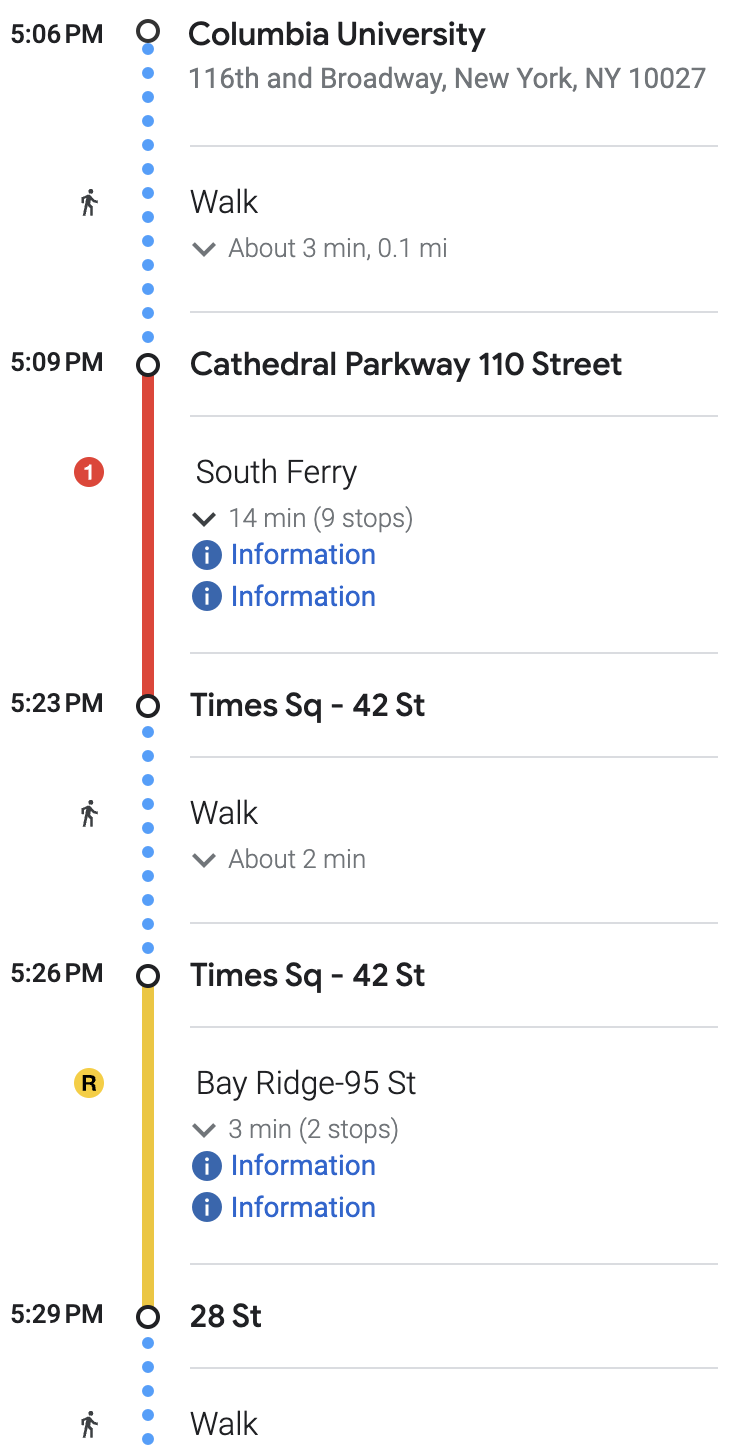 5:06 PM Columbia University
116th and Broadway, New York, NY 10027
Walk
About 3 min, 0.1 mi
5:09 PM Cathedral Parkway 110 Street
1 South Ferry
14 min (9 stops)
i Information
i Information
5:23 PM Times Sq - 42 St
Walk
About 2 min
5:26 PM Times Sq - 42 St
R Bay Ridge-95 St
3 min (2 stops)
i Information
i Information
5:29 PM 28 St
Walk